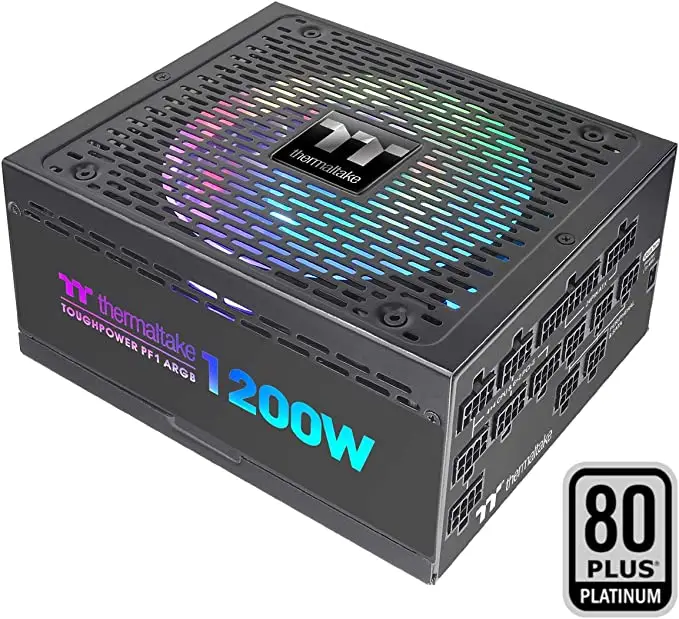 thermaltake
thermaltake
TOUGHPOWER PF1 ARGB
1200W
thermaltake
80
PLUS®
PLATINUM